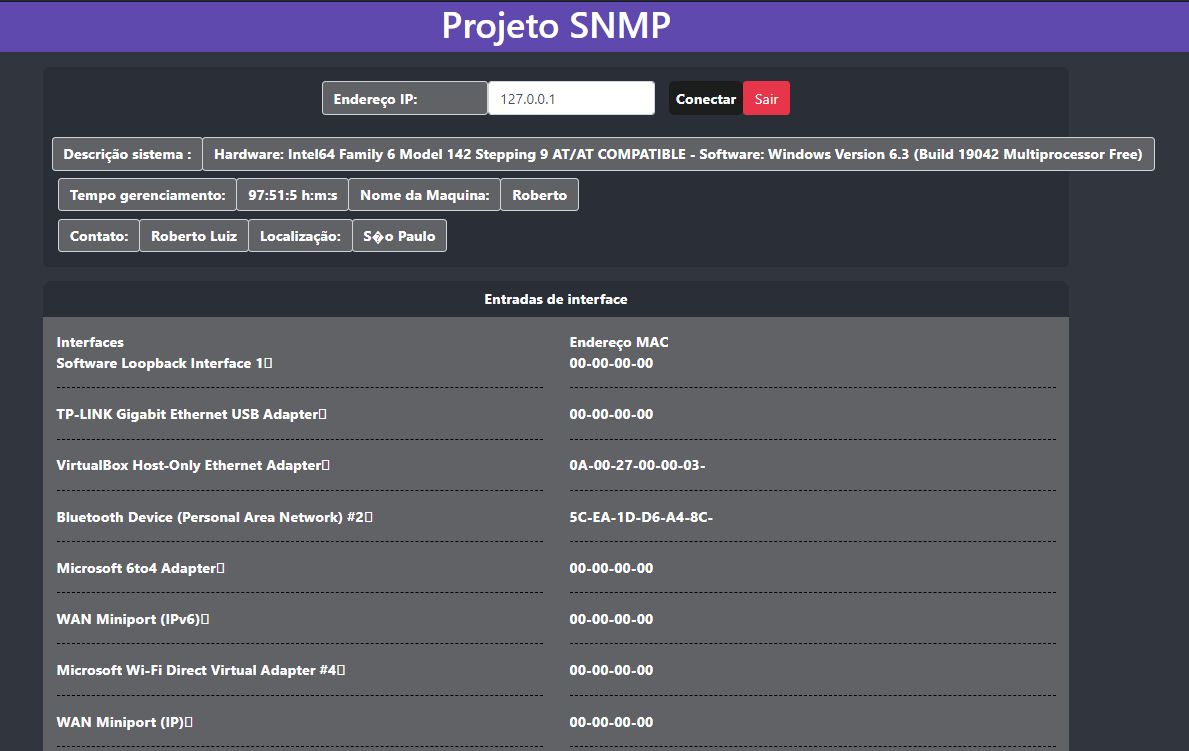 Projeto SNMP
Endereço IP: 127.0.0.1 Conectar Sair
Descrição sistema : Hardware: Intel64 Family 6 Model 142 Stepping 9 AT/AT COMPATIBLE - Software: Windows Version 6.3 (Build 19042 Multiprocessor Free)
Tempo gerenciamento: 97:51:5 h:m:s Nome da Maquina: Roberto
Contato: Roberto Luiz Localização: S�o Paulo
Entradas de interface
Interfaces Endereço MAC
Software Loopback Interface 1▯ 00-00-00-00
TP-LINK Gigabit Ethernet USB Adapter▯ 00-00-00-00
VirtualBox Host-Only Ethernet Adapter▯ 0A-00-27-00-00-03-
Bluetooth Device (Personal Area Network) #2▯ 5C-EA-1D-D6-A4-8C-
Microsoft 6to4 Adapter▯ 00-00-00-00
WAN Miniport (IPv6)▯ 00-00-00-00
Microsoft Wi-Fi Direct Virtual Adapter #4▯ 00-00-00-00
WAN Miniport (IP)▯ 00-00-00-00